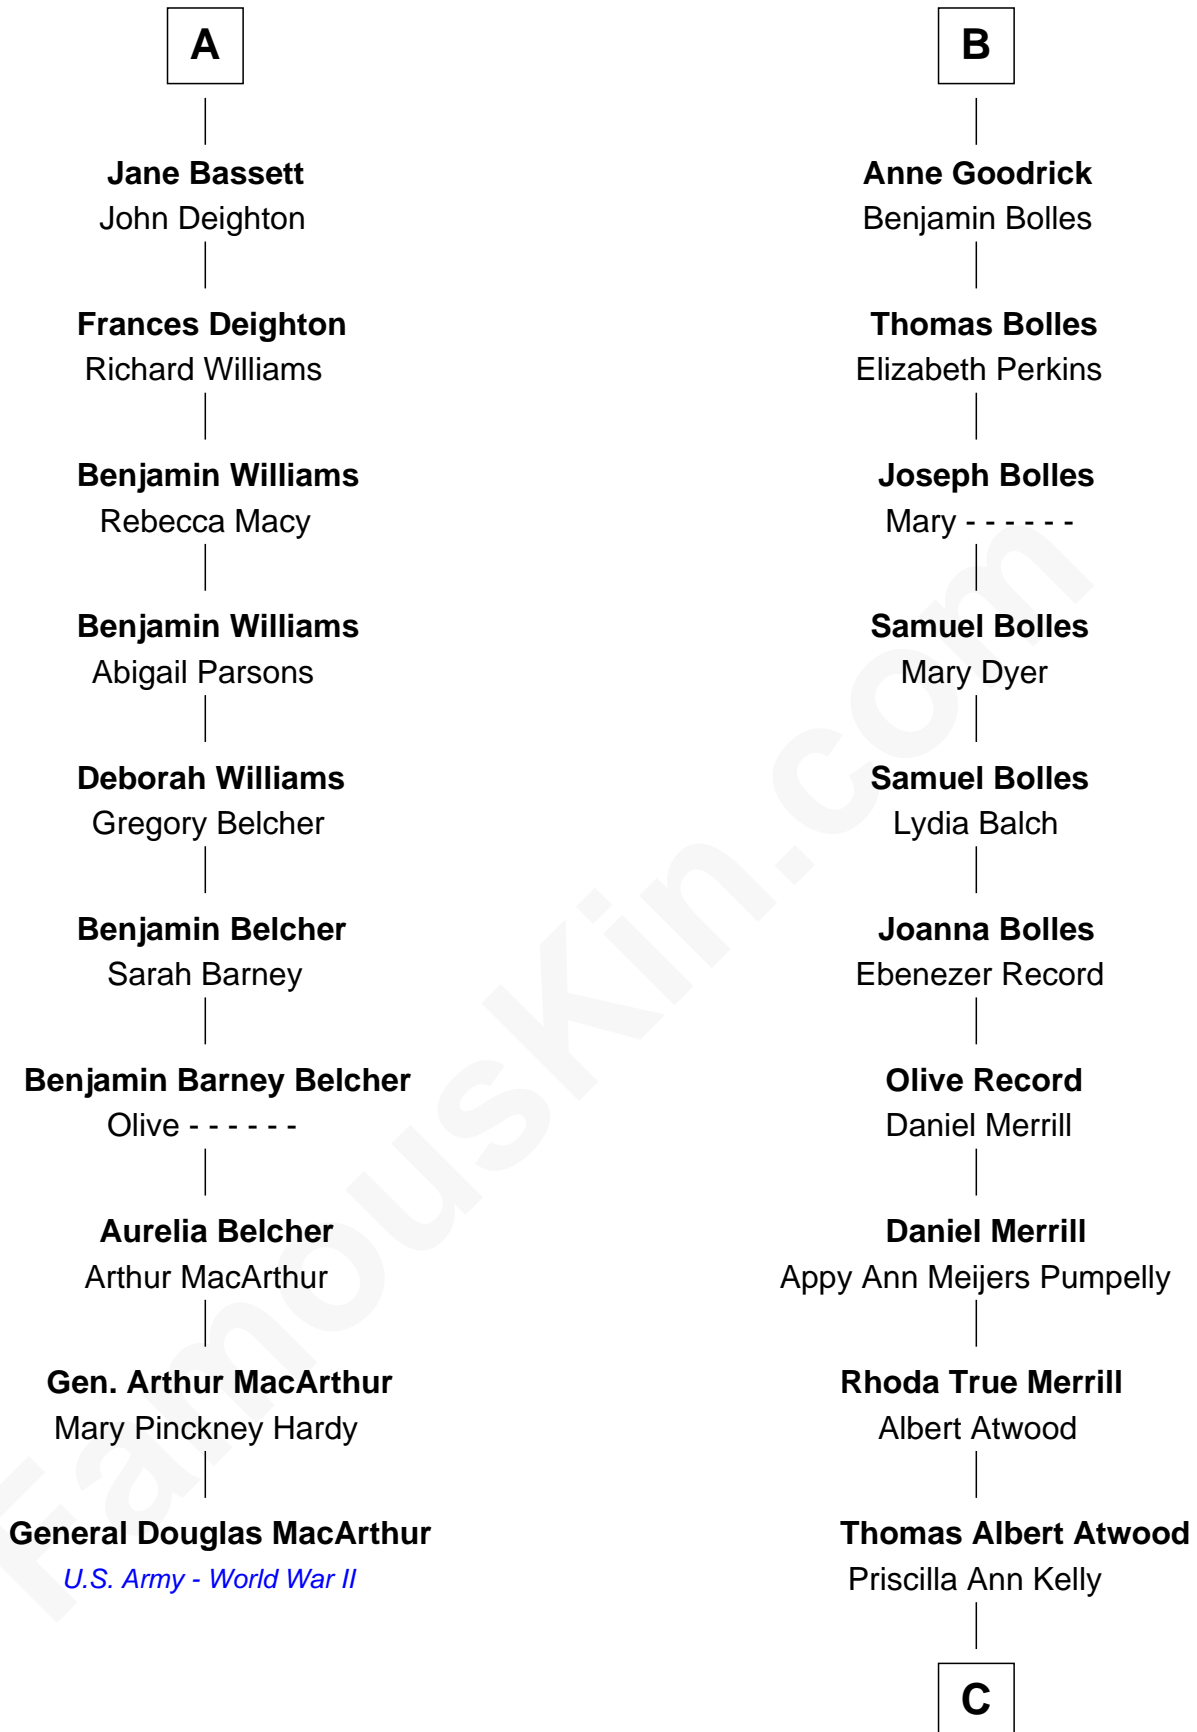 A
Jane Bassett
John Deighton
Frances Deighton
Richard Williams
Benjamin Williams
Rebecca Macy
Benjamin Williams
Abigail Parsons
Deborah Williams
Gregory Belcher
Benjamin Belcher
Sarah Barney
Benjamin Barney Belcher
Olive - - - - - -
Aurelia Belcher
Arthur MacArthur
Gen. Arthur MacArthur
Mary Pinckney Hardy
General Douglas MacArthur
U.S. Army - World War II
B
Anne Goodrick
Benjamin Bolles
Thomas Bolles
Elizabeth Perkins
Joseph Bolles
Mary - - - - - -
Samuel Bolles
Mary Dyer
Samuel Bolles
Lydia Balch
Joanna Bolles
Ebenezer Record
Olive Record
Daniel Merrill
Daniel Merrill
Appy Ann Meijers Pumpelly
Rhoda True Merrill
Albert Atwood
Thomas Albert Atwood
Priscilla Ann Kelly
C
FamousKin.com